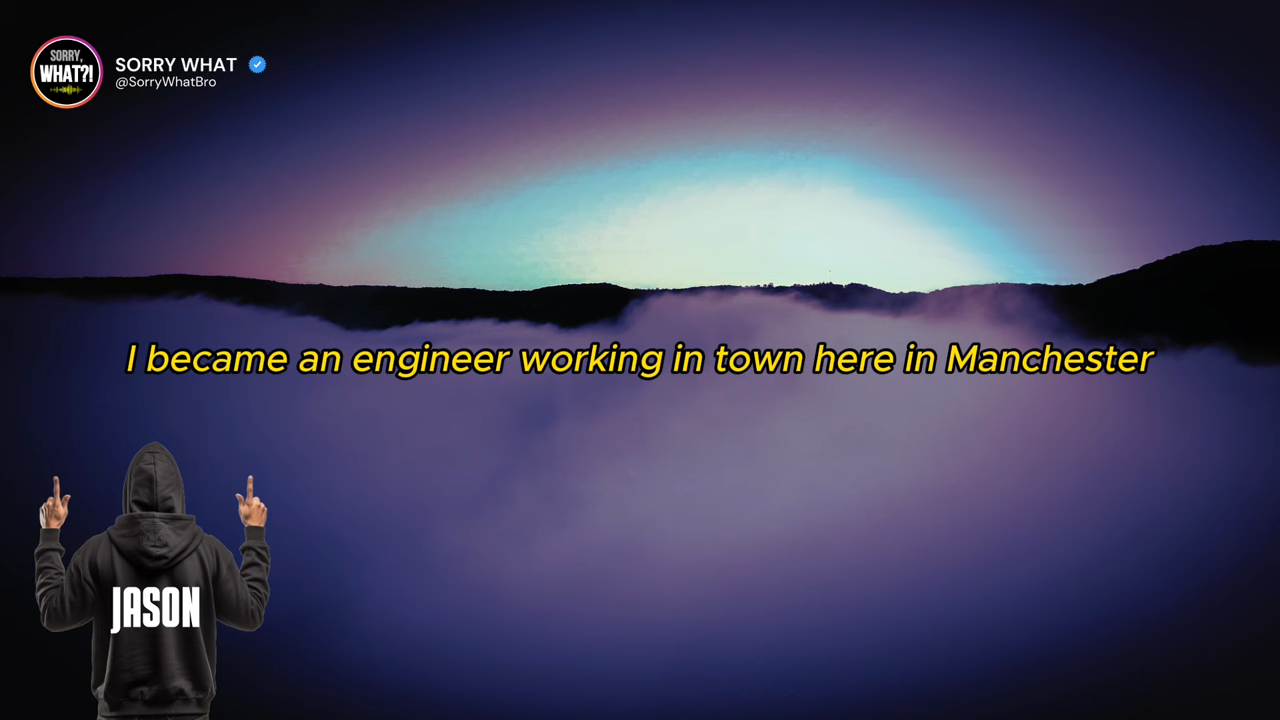 SORRY,
WHAT?!
SORRY WHAT
@SorryWhatBro
I became an engineer working in town here in Manchester
JASON